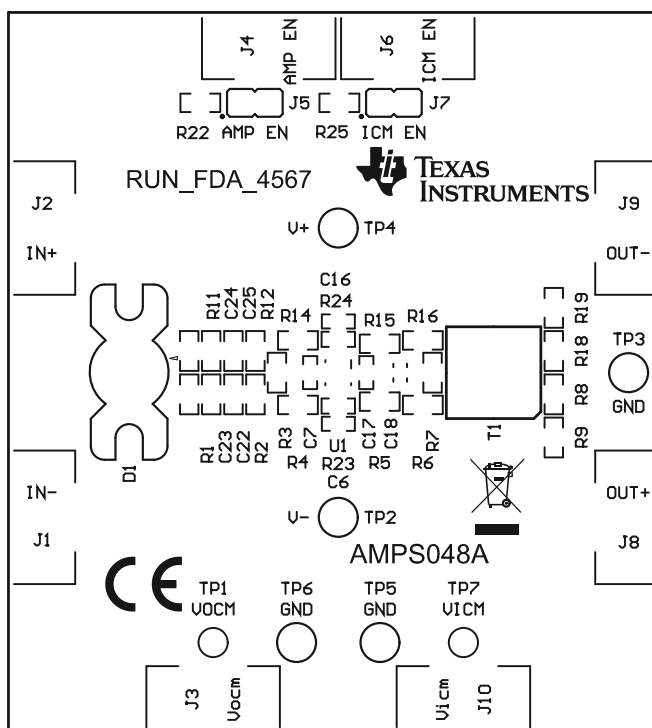 J4
AMP EN
J6
ICM EN
J5
J7
R22
AMP EN
R25
ICM EN
RUN_FDA_4567
TEXAS
INSTRUMENTS
J2
IN+
J9
OUT-
V+
TP4
R11
C24
C25
R12
C16
R24
R14
R15
R16
R19
R18
TP3
R8
GND
R9
R1
C23
C22
R2
R3
R4
C7
U1
R23
C6
C17
R5
C18
R6
R7
T1
D1
IN-
J1
OUT+
J8
V-
TP2
AMPS048A
CE
TP1
VOCM
TP6
GND
TP5
GND
TP7
VICM
J3
Vocm
Vicm
J10